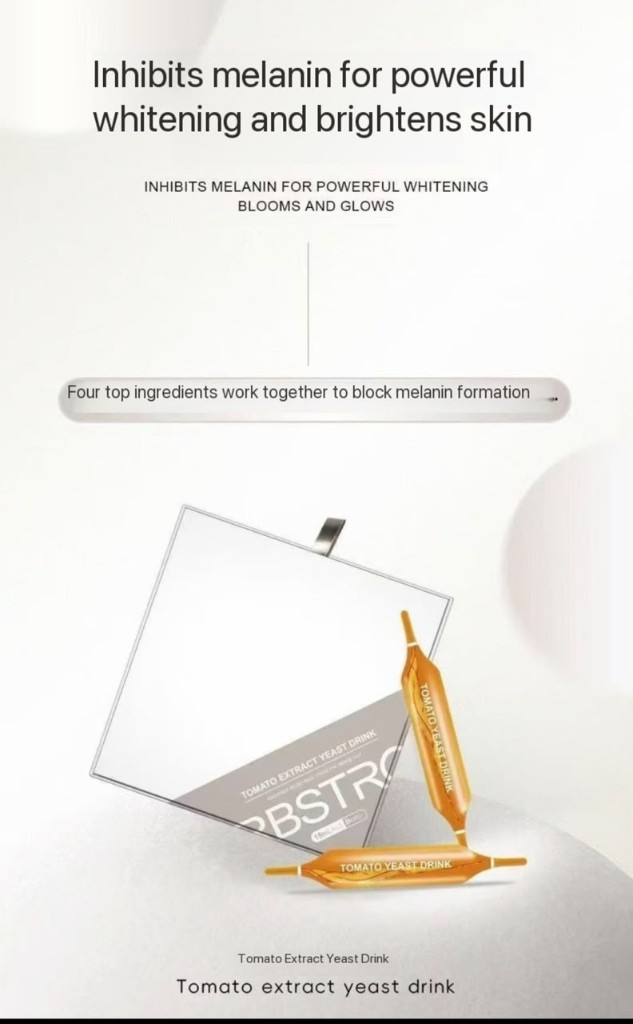 Inhibits melanin for powerful
whitening and brightens skin
INHIBITS MELANIN FOR POWERFUL WHITENING
BLOOMS AND GLOWS
Four top ingredients work together to block melanin formation
TOMATO YEAST DRINK
TOMATO EXTRACT YEAST DRINK
BBSTRO
TOMATO YEAST DRINK
Tomato Extract Yeast Drink
Tomato extract yeast drink